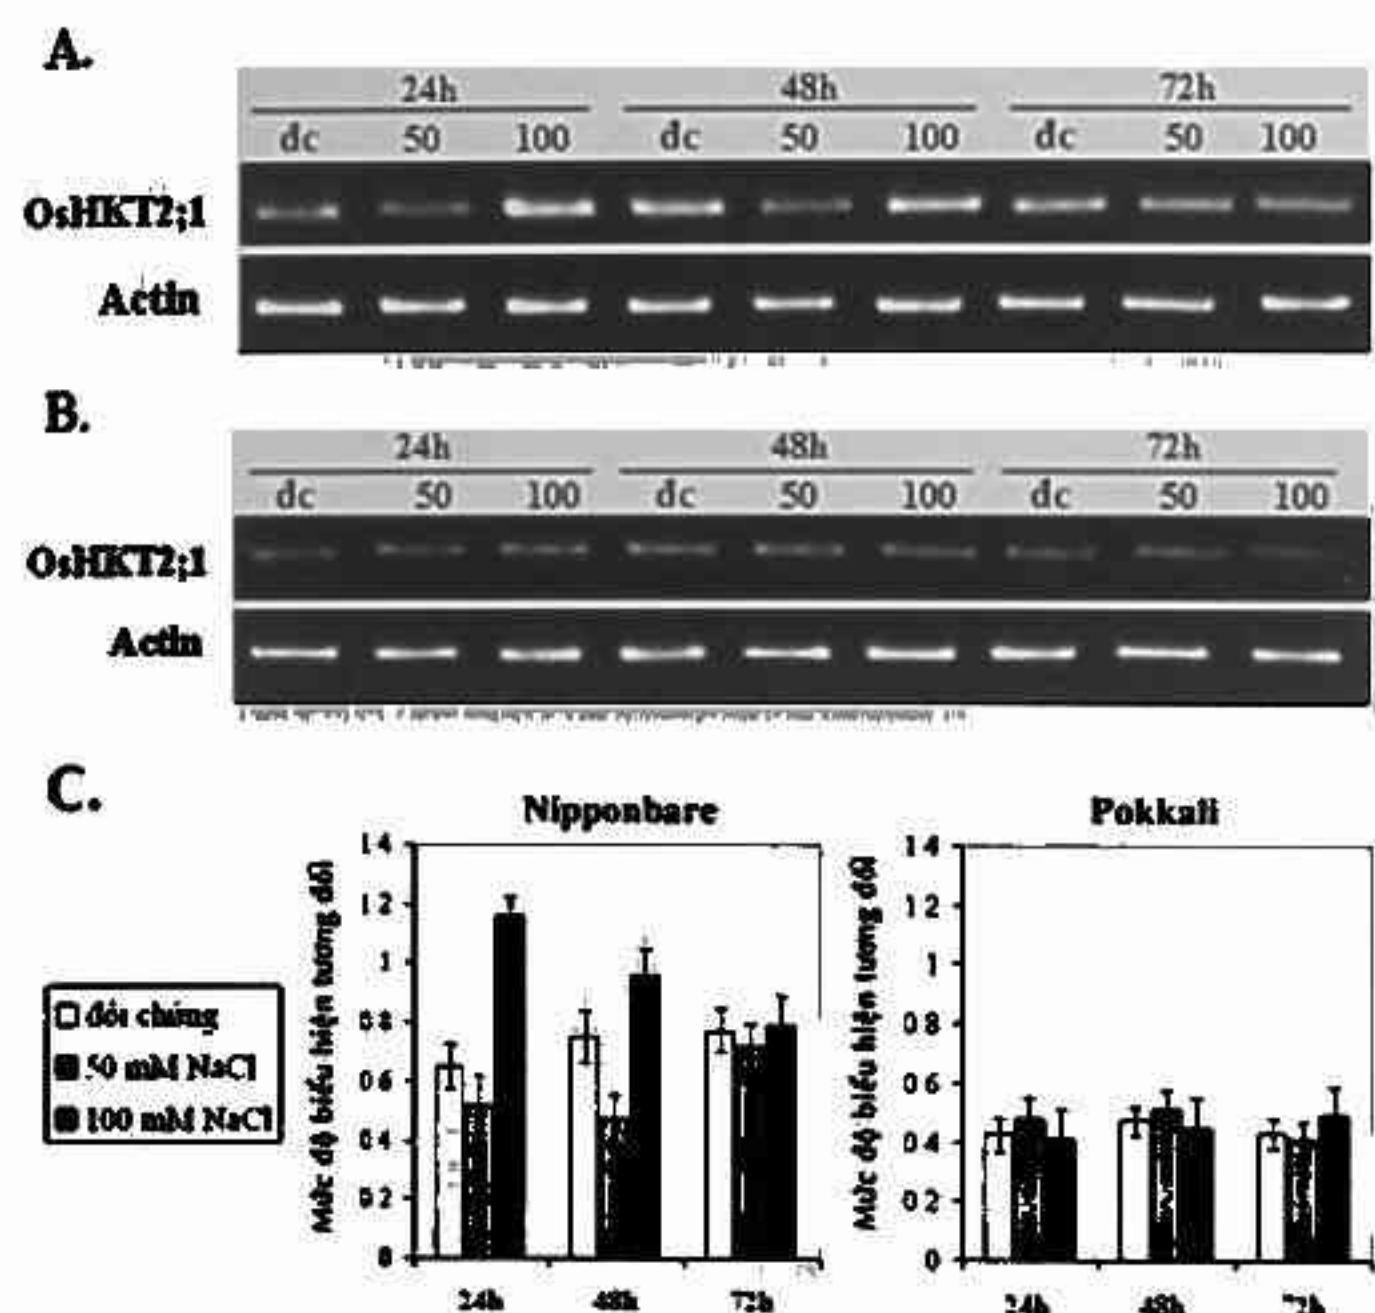 A.
24h 48h 72h
dc 50 100 dc 50 100 dc 50 100
OsHKT2;1
Actin
B.
24h 48h 72h
dc 50 100 dc 50 100 dc 50 100
OsHKT2;1
Actin
C.
Nipponbare
Mức độ biểu hiện tương đối
1 4
1 2
1
0 8
0 6
0 4
0 2
0
24h 48h 72h
Pokkali
Mức độ biểu hiện tương đối
1 4
1 2
1
0 8
0 6
0 4
0 2
0
24h 48h 72h
đối chứng
50 mM NaCl
100 mM NaCl